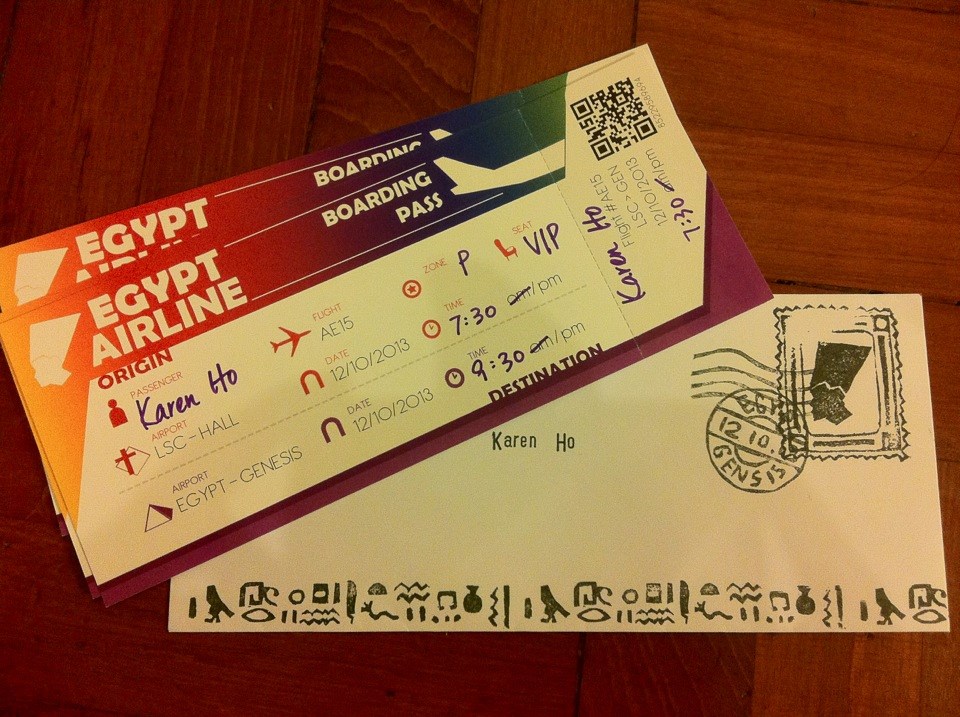 EGYPT
BOARDING
EGYPT
AIRLINE
BOARDING
PASS
ORIGIN
PASSENGER
Karen Ho
FLIGHT
AE15
ZONE
P
SEAT
VIP
AIRPORT
LSC-HALL
DATE
12/10/2013
TIME
7:30 am/pm
AIRPORT
EGYPT-GENESIS
DATE
12/10/2013
TIME
9:30 am/pm
DESTINATION
Karen Ho
Flight #AE15
LSC>GEN
12/10/2013
7:30 am/pm
Karen Ho
12 10.
GENSIS